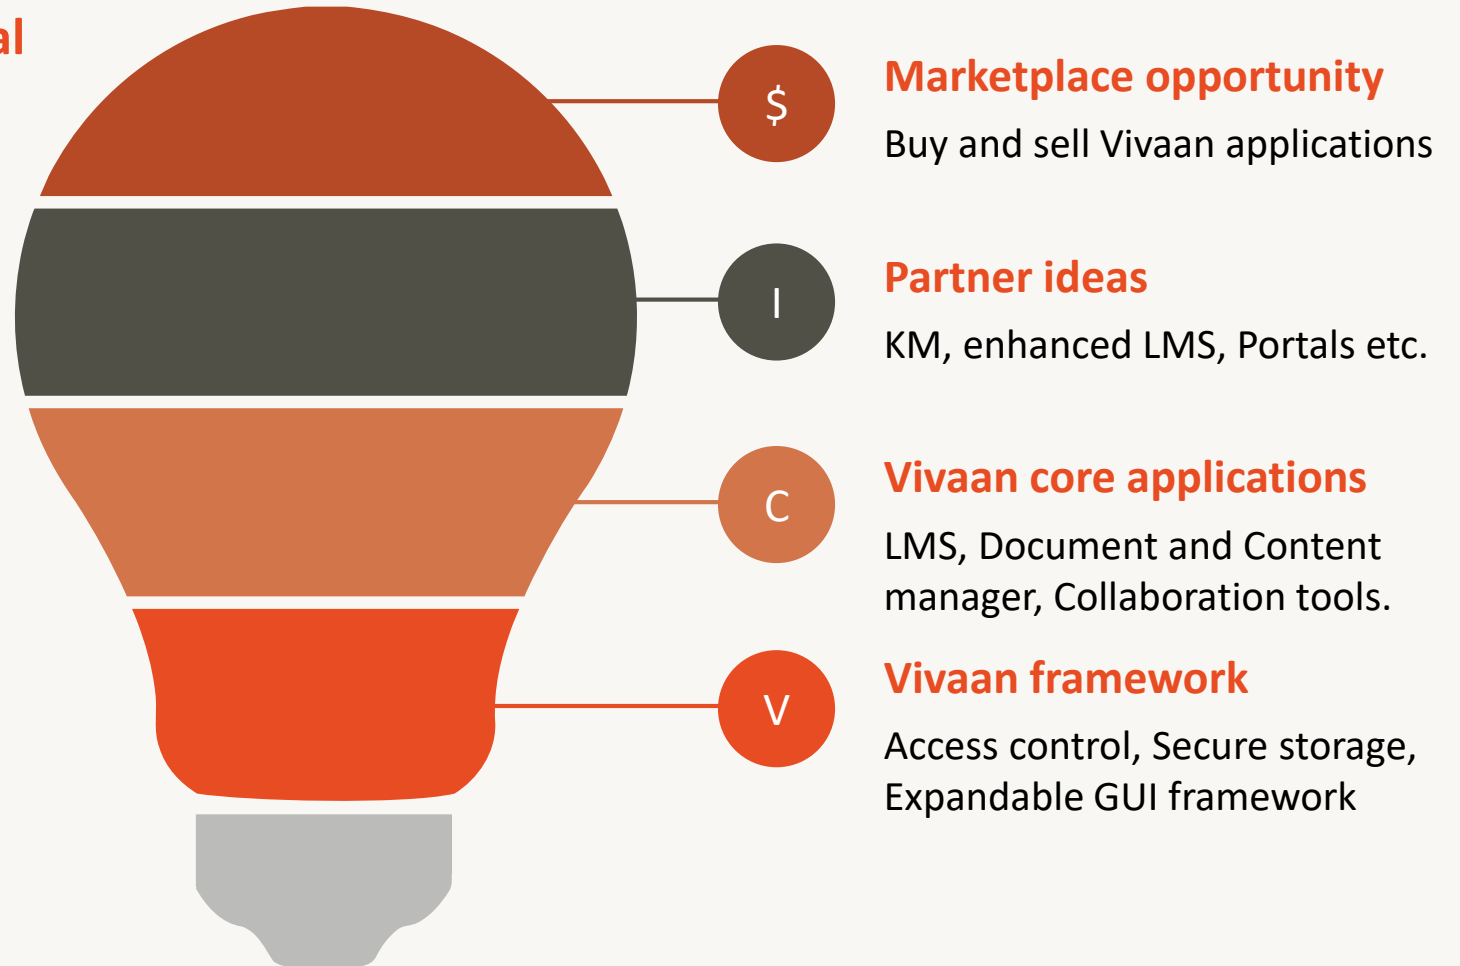 al
$
Marketplace opportunity
Buy and sell Vivaan applications
I
Partner ideas
KM, enhanced LMS, Portals etc.
C
Vivaan core applications
LMS, Document and Content
manager, Collaboration tools.
V
Vivaan framework
Access control, Secure storage,
Expandable GUI framework